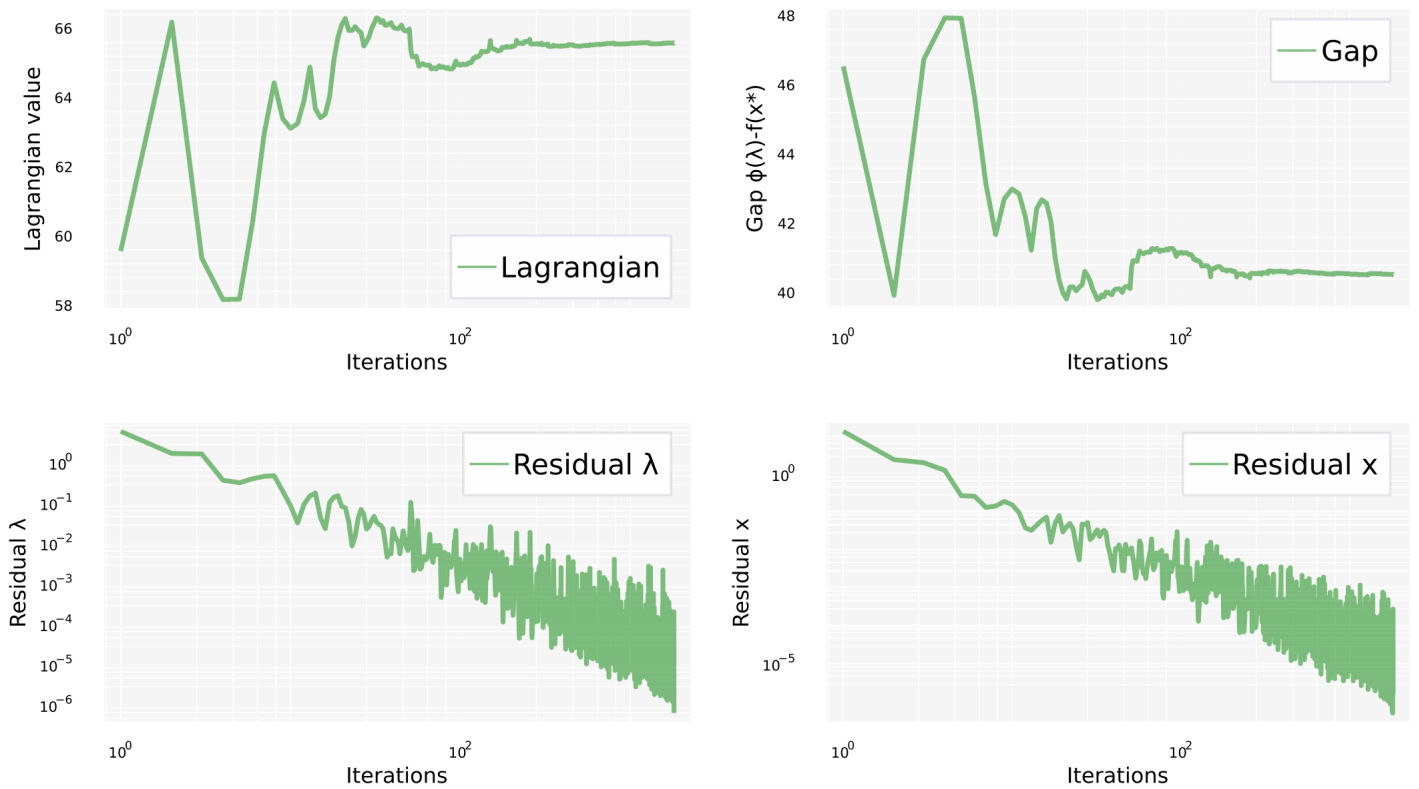 66
64
62
60
58
Lagrangian value
Lagrangian
10^0
10^2
Iterations
48
46
44
42
40
Gap ϕ(λ)-f(x*)
Gap
10^0
10^2
Iterations
10^0
10^-1
10^-2
10^-3
10^-4
10^-5
10^-6
Residual λ
Residual λ
10^0
10^2
Iterations
10^0
10^-5
Residual x
Residual x
10^0
10^2
Iterations